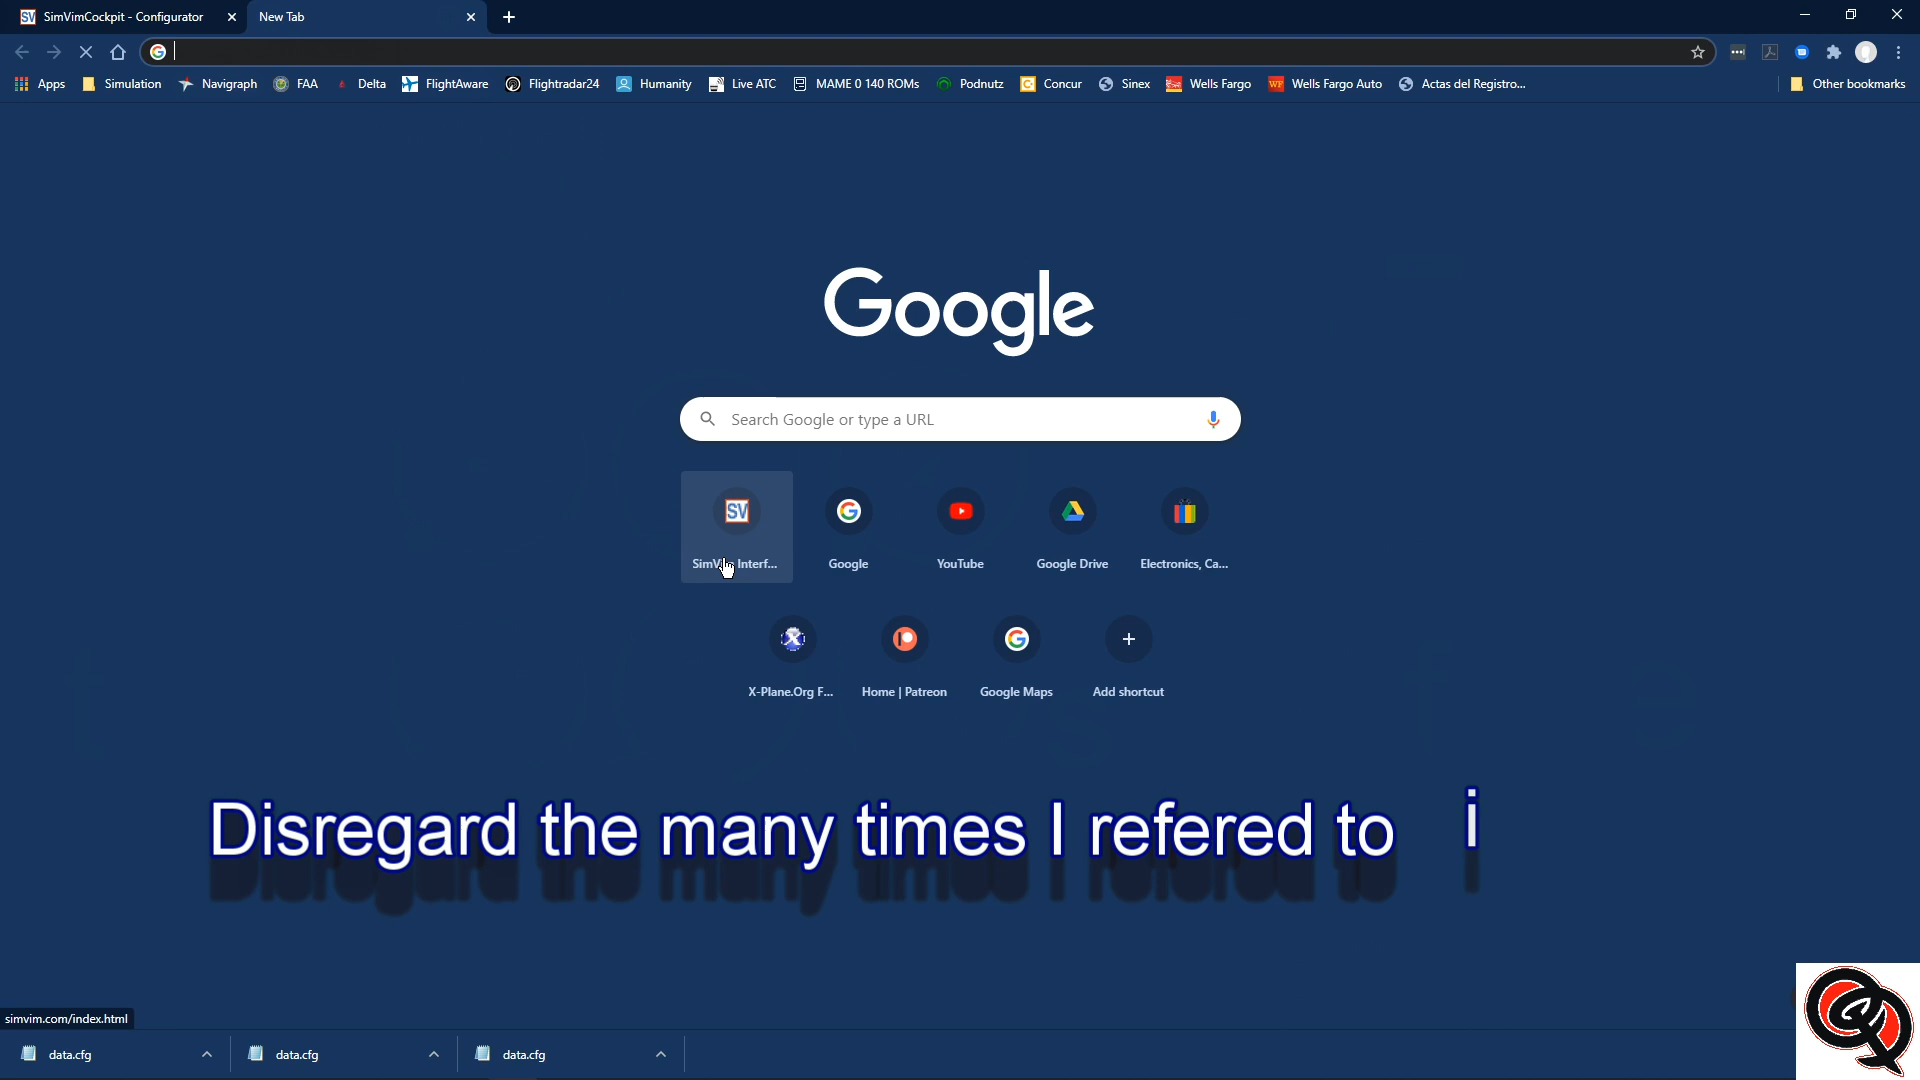 SV SimVimCockpit - Configurator New Tab
Apps Simulation Navigraph FAA Delta FlightAware Flightradar24 Humanity Live ATC MAME 0 140 ROMs Podnutz Concur Sinex Wells Fargo WF Wells Fargo Auto Actas del Registro... Other bookmarks
Google
Search Google or type a URL
SV
Interf... Google YouTube Google Drive Electronics, Ca...
X-Plane.Org F... Home | Patreon Google Maps Add shortcut
Disregard the many times I refered to i
simvim.com/index.html
data.cfg data.cfg data.cfg